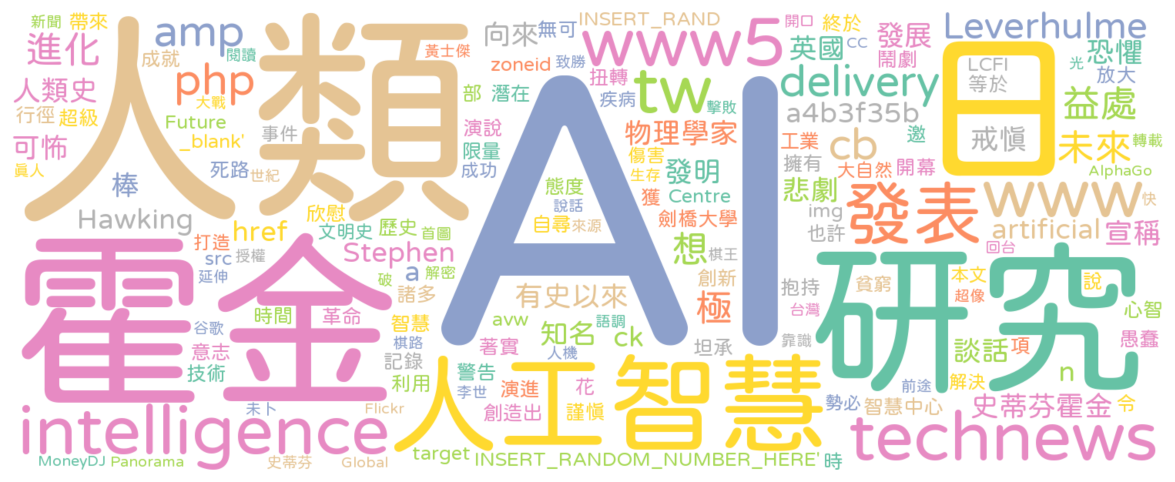 新聞 帶來 amp 向來 無可 INSERT_RAND 開口 終於 發展 Leverhulme
進化 成就 閱讀 黃士傑 zoneid 致勝 www5 英國 cc 鬧劇 LCFI 恐懼
人類史 php 人類 部 潛在 扭轉 疾病 tw 擊敗 delivery 日 等於 光 放大
行徑 超級 大戰 Future 事件 演說 物理學家 工業 a4b3f35b 邀 戒慎 益處
可怖 _blank' 限量 傷害 發明 擁有 cb 未來 轉載
真人 死路 世紀 成功 生存 大自然 開幕 AlphaGo
棒 態度 獲 Centre 悲劇 發表 www 快
Hawking 欣慰 說話 劍橋大學 img
打造 href 文明史 歷史 首圖 自尋 來源 也許 artificial 宣稱
src 授權 Stephen AI 想 棋王 回台
延伸 a 解密 破 創新 抱持 貧窮 本文 說
霍金 諸多 有史以來 極 研究 超像 心智
時間 革命 智慧 avw 知名 語調 ck 台灣 愚蠢
谷歌 棋路 著實 人機 坦承 靠譜 談話 項
意志 記錄 警告 前途 解決 n
技術 利用 李世 演進 花 人工智慧 勢必 智慧中心 史蒂芬霍金 令
未卜 Flickr 創造出 謹慎
intelligence technews
MoneyDJ Panorama 史蒂芬 Global target INSERT_RANDOM_NUMBER_HERE' 時